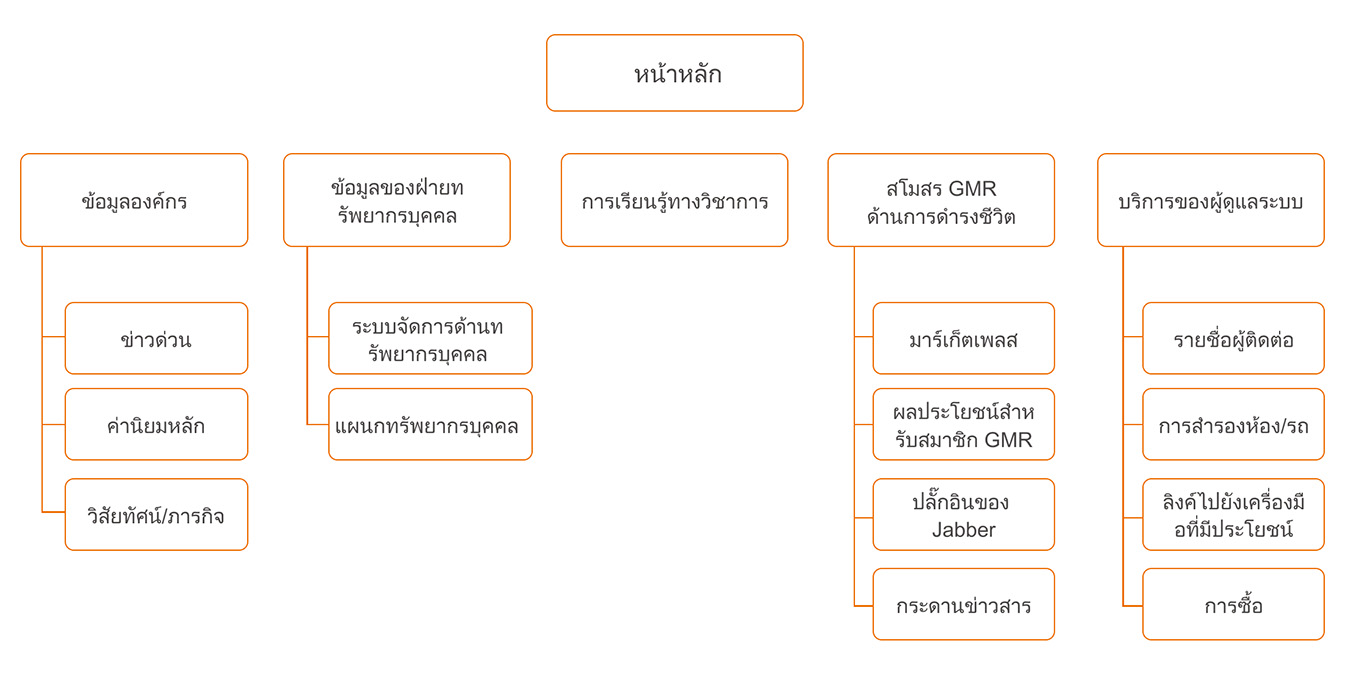 หน้าหลัก
ข้อมูลองค์กร
ข่าวด่วน
ค่านิยมหลัก
วิสัยทัศน์/ภารกิจ
ข้อมูลของฝ่ายท
รัพยากรบุคคล
ระบบจัดการด้านท
รัพยากรบุคคล
แผนกทรัพยากรบุคคล
การเรียนรู้ทางวิชาการ
สโมสร GMR
ด้านการดำรงชีวิต
มาร์เก็ตเพลส
ผลประโยชน์สำห
รับสมาชิก GMR
ปลั๊กอินของ
Jabber
กระดานข่าวสาร
บริการของผู้ดูแลระบบ
รายชื่อผู้ติดต่อ
การสำรองห้อง/รถ
ลิงค์ไปยังเครื่องมื
อที่มีประโยชน์
การซื้อ